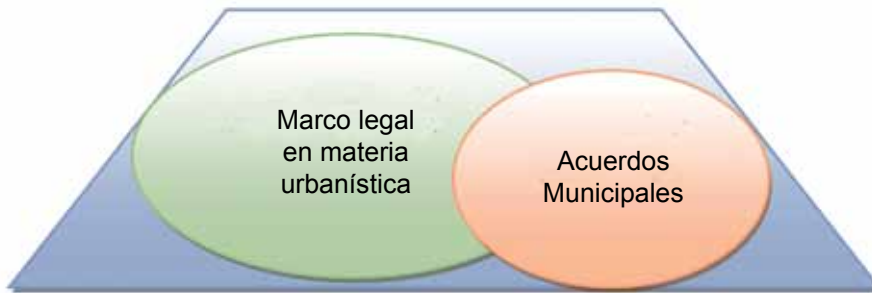 Marco legal
en materia
urbanística
Acuerdos
Municipales